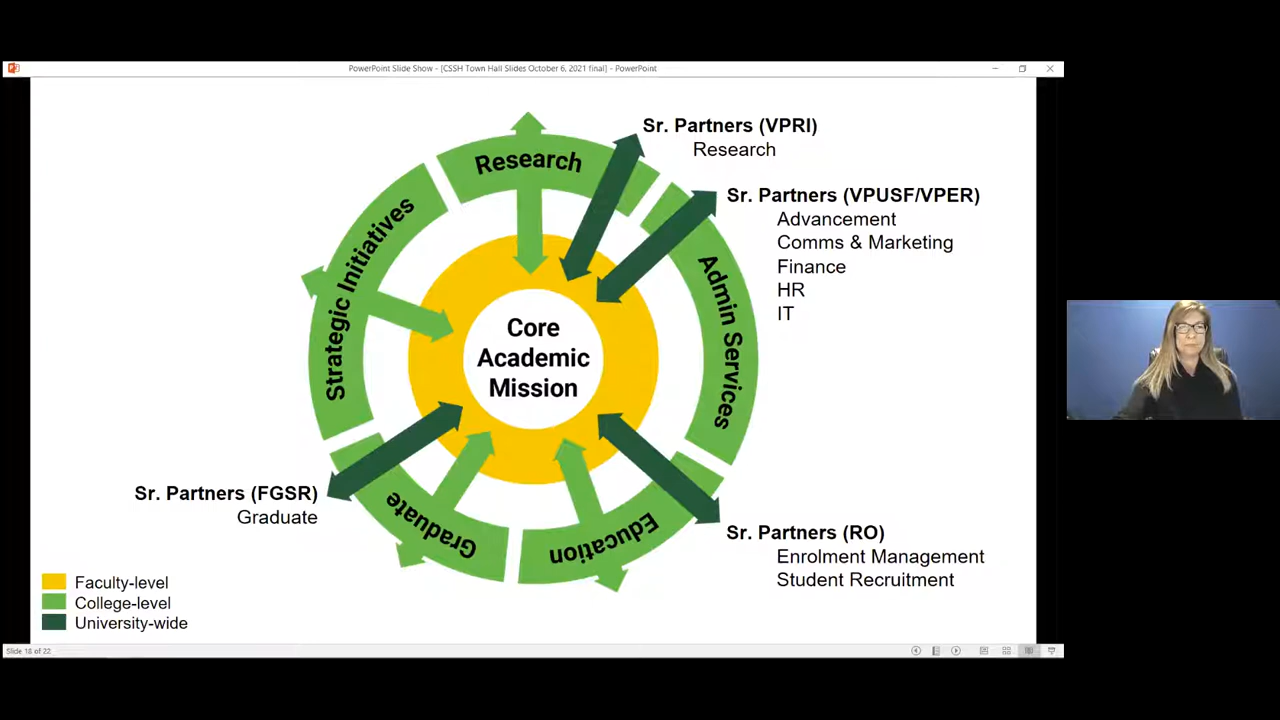 PowerPoint Slide Show - [CSSH Town Hall Slides October 6, 2021 final] - PowerPoint
Sr. Partners (VPRI)
Research
Research
Sr. Partners (VPUSF/VPER)
Advancement
Comms & Marketing
Finance
HR
IT
Strategic Initiatives
Admin Services
Core
Academic
Mission
Sr. Partners (FGSR)
Graduate
Graduate
Education
Sr. Partners (RO)
Enrolment Management
Student Recruitment
Faculty-level
College-level
University-wide
Slide 18 of 22